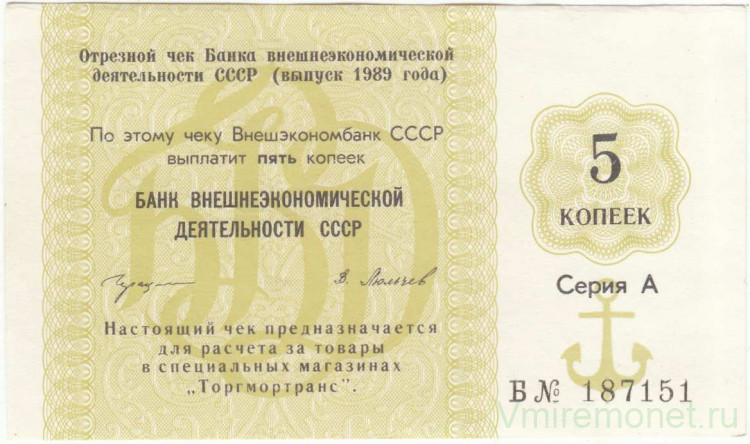 Отрезной чек Банка внешнеэкономической
деятельности СССР (выпуск 1989 года)
По этому чеку Внешэкономбанк СССР
выплатит пять копеек
БАНК ВНЕШНЕЭКОНОМИЧЕСКОЙ
ДЕЯТЕЛЬНОСТИ СССР
В. Люльчев
Настоящий чек предназначается
для расчета за товары
в специальных магазинах
„Торгмортранс".
5
КОПЕЕК
Серия А
Б № 187151
Vmiremonet.ru